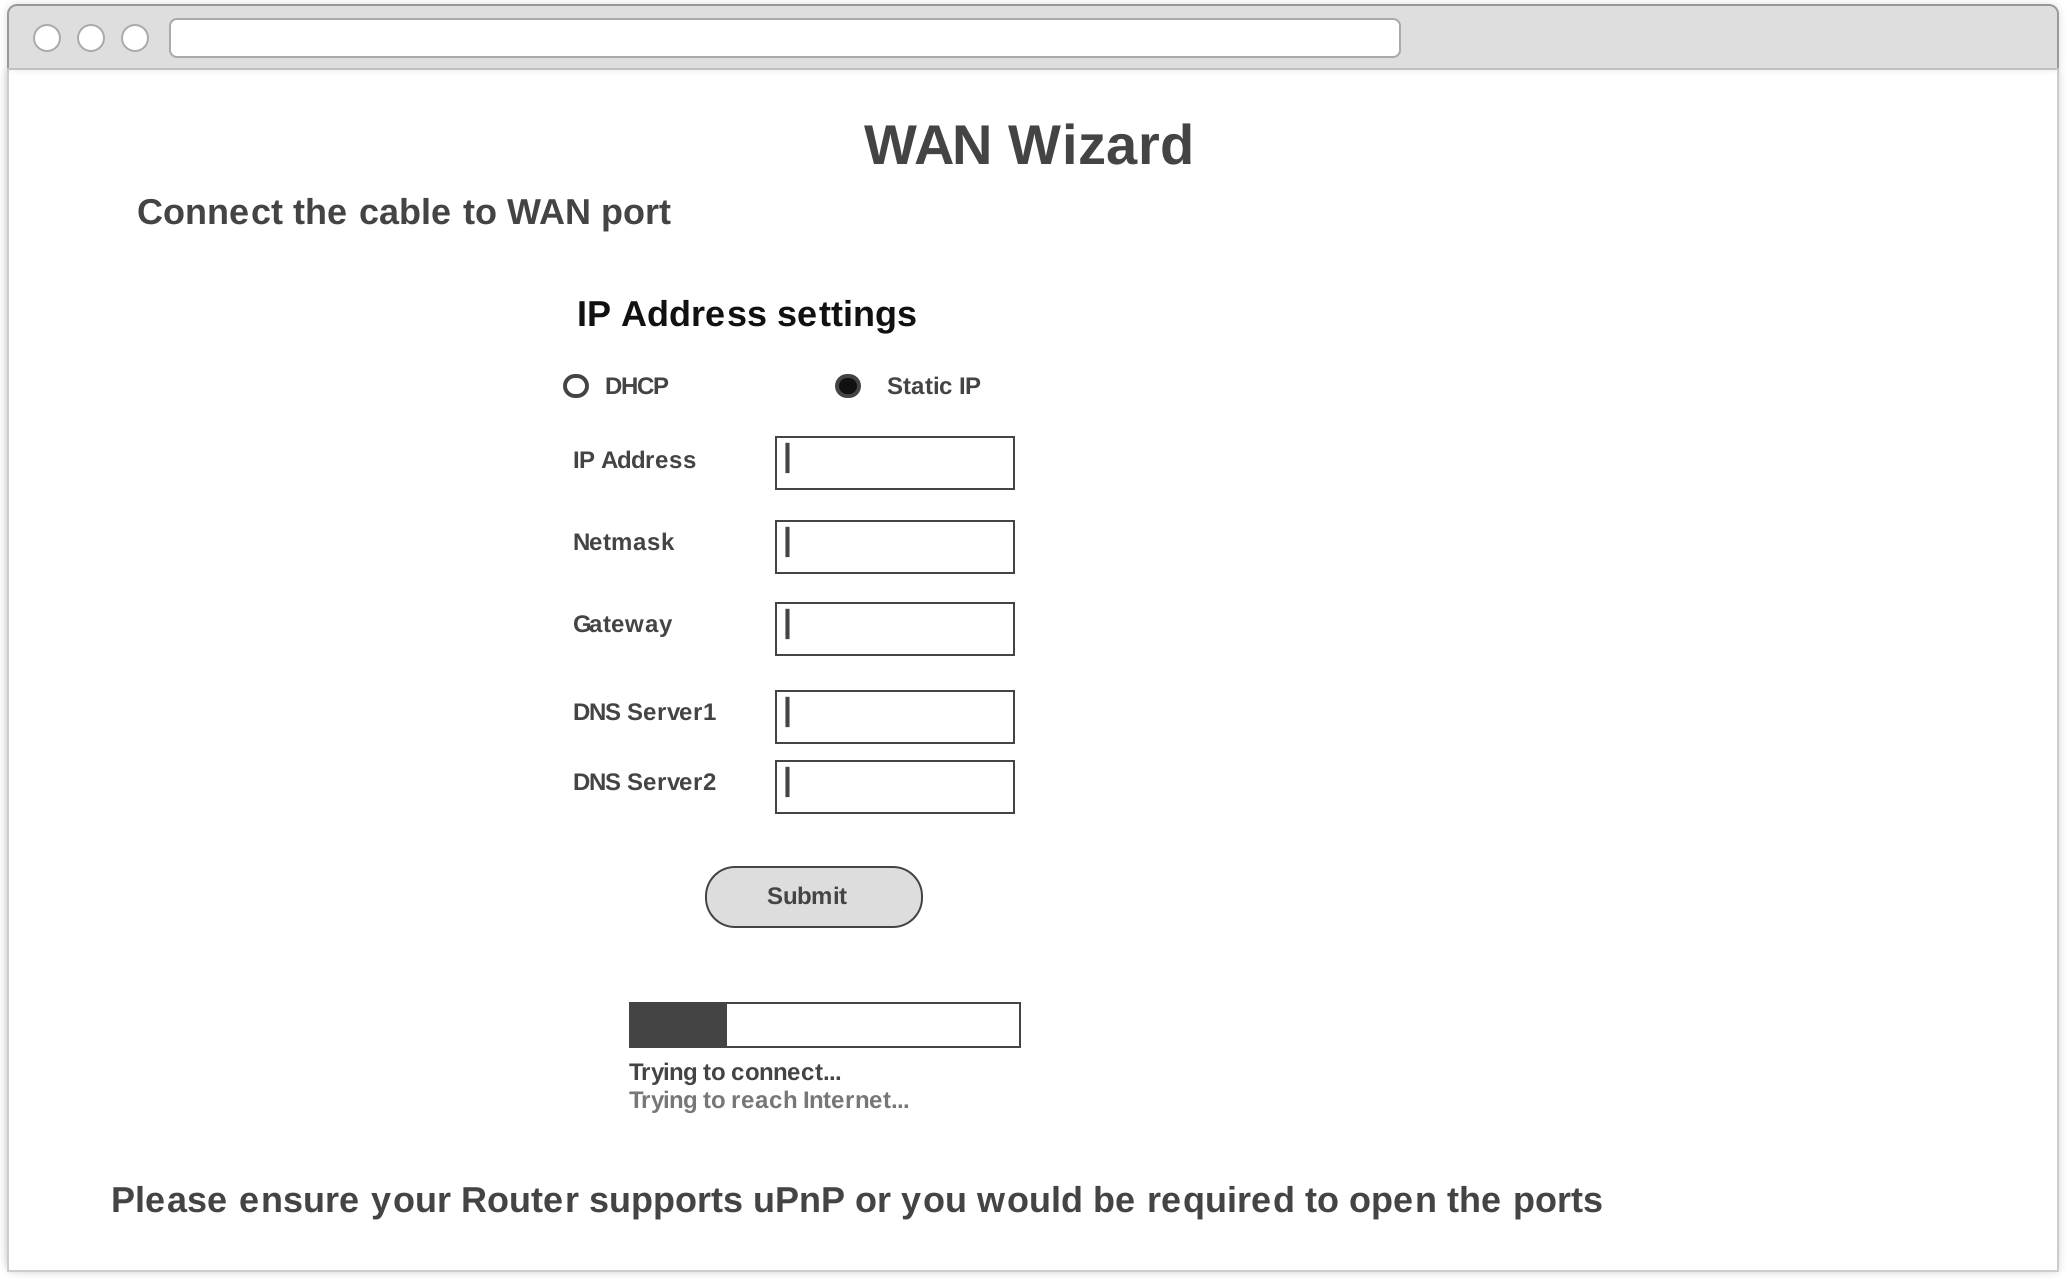 WAN Wizard
Connect the cable to WAN port
IP Address settings
DHCP Static IP
IP Address
Netmask
Gateway
DNS Server1
DNS Server2
Submit
Trying to connect...
Trying to reach Internet...
Please ensure your Router supports uPnP or you would be required to open the ports